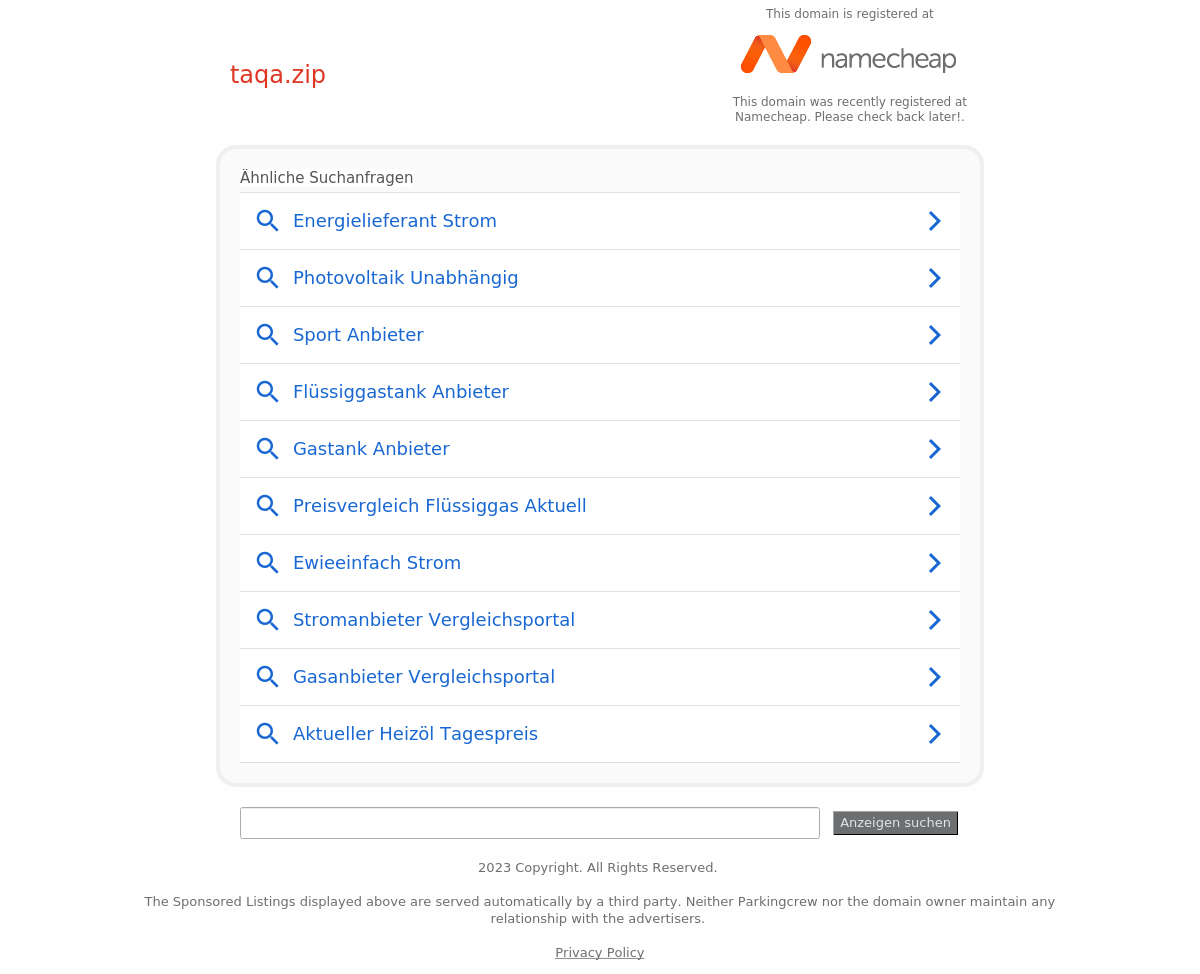 This domain is registered at
namecheap
taqa.zip
This domain was recently registered at
Namecheap. Please check back later!.
Ähnliche Suchanfragen
Energielieferant Strom
Photovoltaik Unabhängig
Sport Anbieter
Flüssiggastank Anbieter
Gastank Anbieter
Preisvergleich Flüssiggas Aktuell
Ewieeinfach Strom
Stromanbieter Vergleichsportal
Gasanbieter Vergleichsportal
Aktueller Heizöl Tagespreis
Anzeigen suchen
2023 Copyright. All Rights Reserved.
The Sponsored Listings displayed above are served automatically by a third party. Neither Parkingcrew nor the domain owner maintain any
relationship with the advertisers.
Privacy Policy